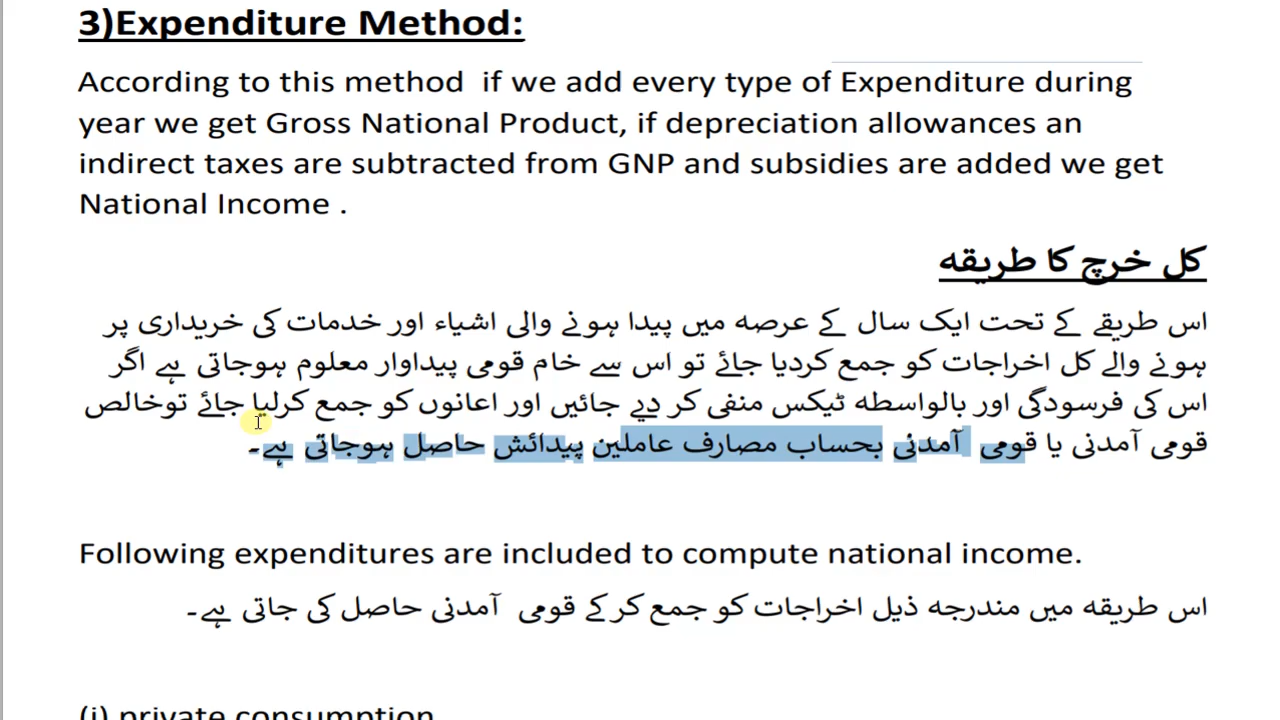 3)Expenditure Method:
According to this method if we add every type of Expenditure during
year we get Gross National Product, if depreciation allowances an
indirect taxes are subtracted from GNP and subsidies are added we get
National Income .
کل خرچ کا طریقہ
اس طریقے کے تحت ایک سال کے عرصہ میں پیدا ہونے والی اشیاء اور خدمات کی خریداری پر
ہونے والے کل اخراجات کو جمع کردیا جائے تو اس سے خام قومی پیداوار معلوم ہوجاتی ہے اگر
اس کی فرسودگی اور بالواسطہ ٹیکس منفی کر دیے جائیں اور اعانوں کو جمع کرلیا جائے توخالص
قومی آمدنی یا قومی آمدنی بحساب مصارف عاملین پیدائش حاصل ہوجاتی ہے۔
Following expenditures are included to compute national income.
اس طریقہ میں مندرجہ ذیل اخراجات کو جمع کر کے قومی آمدنی حاصل کی جاتی ہے۔
(i) private consumption